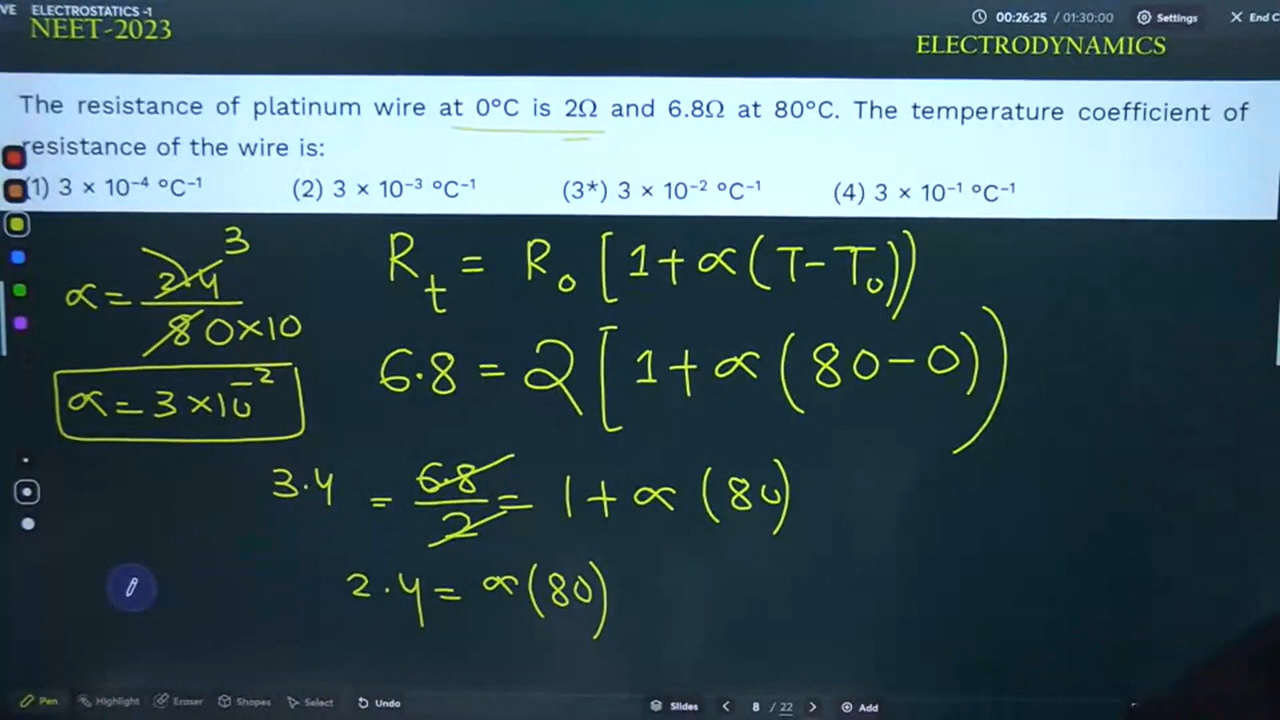 VE ELECTROSTATICS -1
00:26:25 / 01:30:00 Settings X End C
NEET-2023
ELECTRODYNAMICS
The resistance of platinum wire at 0°C is 2Ω and 6.8Ω at 80°C. The temperature coefficient of
resistance of the wire is:
(1) 3 × 10⁻⁴ °C⁻¹ (2) 3 × 10⁻³ °C⁻¹ (3*) 3 × 10⁻² °C⁻¹ (4) 3 × 10⁻¹ °C⁻¹
R_t = R_0 [1 + ∝ (T - T_0))
6.8 = 2 [1 + ∝ (80 - 0))
3.4 = 6.8/2 = 1 + ∝ (80)
2.4 = ∝ (80)
∝ = 2.4 3 / 80 × 10
∝ = 3 × 10⁻²
Pen Highlight Eraser Shapes Select Undo Slides < 8 / 22 > Add